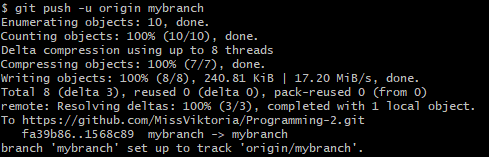 $ git push -u origin mybranch
Enumerating objects: 10, done.
Counting objects: 100% (10/10), done.
Delta compression using up to 8 threads
Compressing objects: 100% (7/7), done.
Writing objects: 100% (8/8), 240.81 KiB | 17.20 MiB/s, done.
Total 8 (delta 3), reused 0 (delta 0), pack-reused 0 (from 0)
remote: Resolving deltas: 100% (3/3), completed with 1 local object.
To https://github.com/MissViktoria/Programming-2.git
   fa39b86..1568c89  mybranch -> mybranch
branch 'mybranch' set up to track 'origin/mybranch'.